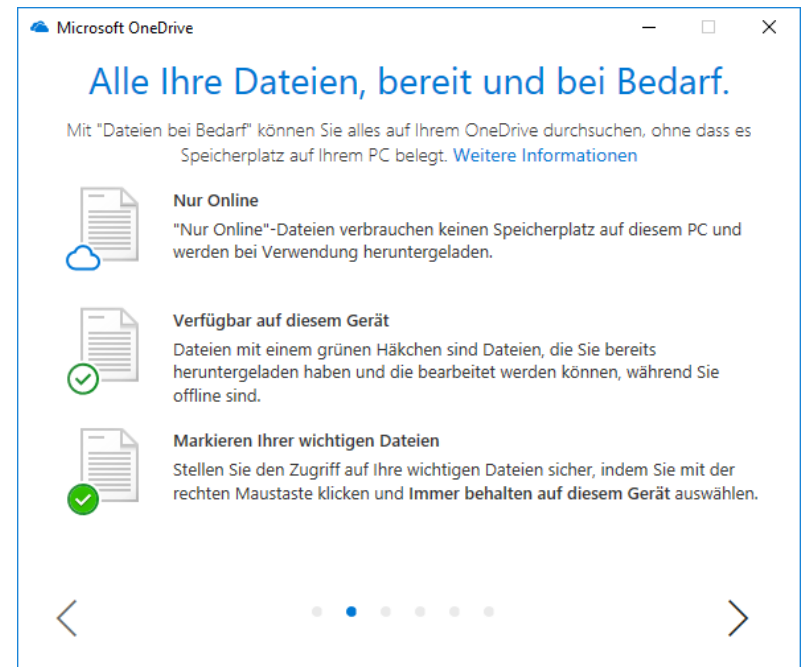 Microsoft OneDrive
Alle Ihre Dateien, bereit und bei Bedarf.
Mit "Dateien bei Bedarf" können Sie alles auf Ihrem OneDrive durchsuchen, ohne dass es
Speicherplatz auf Ihrem PC belegt. Weitere Informationen
Nur Online
"Nur Online"-Dateien verbrauchen keinen Speicherplatz auf diesem PC und
werden bei Verwendung heruntergeladen.
Verfügbar auf diesem Gerät
Dateien mit einem grünen Häkchen sind Dateien, die Sie bereits
heruntergeladen haben und die bearbeitet werden können, während Sie
offline sind.
Markieren Ihrer wichtigen Dateien
Stellen Sie den Zugriff auf Ihre wichtigen Dateien sicher, indem Sie mit der
rechten Maustaste klicken und Immer behalten auf diesem Gerät auswählen.